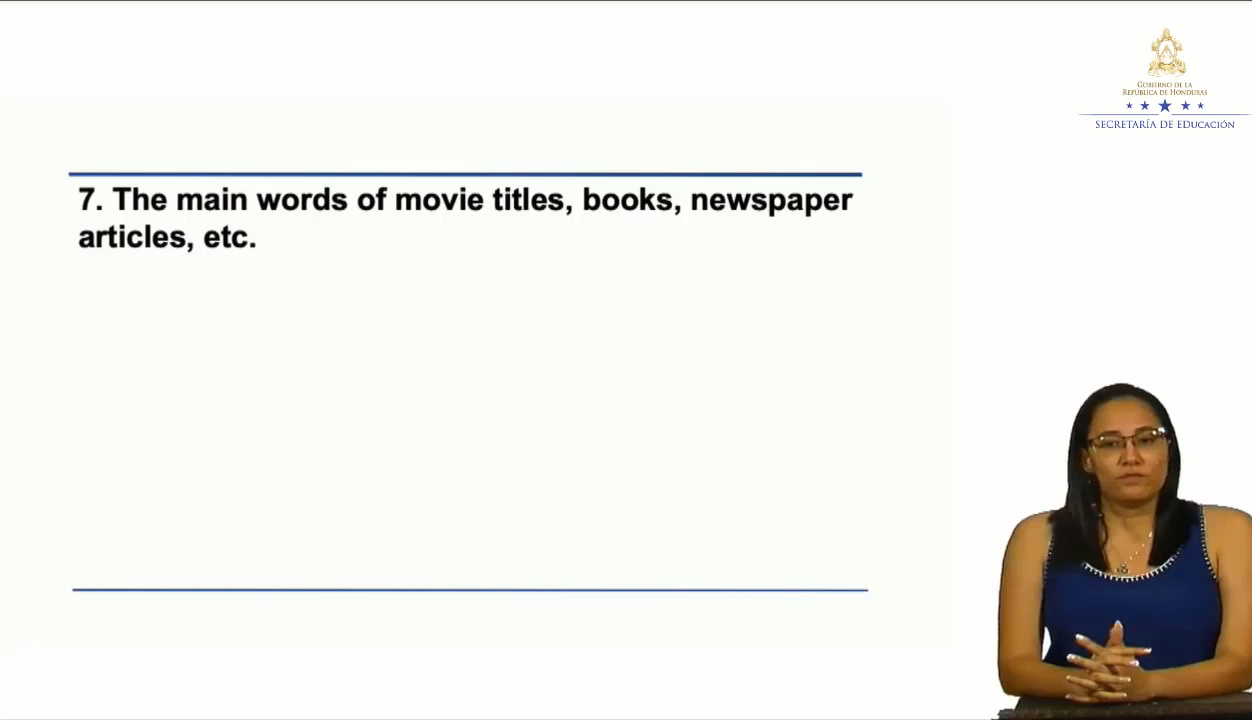 GOBIERNO DE LA
REPÚBLICA DE HONDURAS
SECRETARÍA DE EDUCACIÓN
7. The main words of movie titles, books, newspaper
articles, etc.